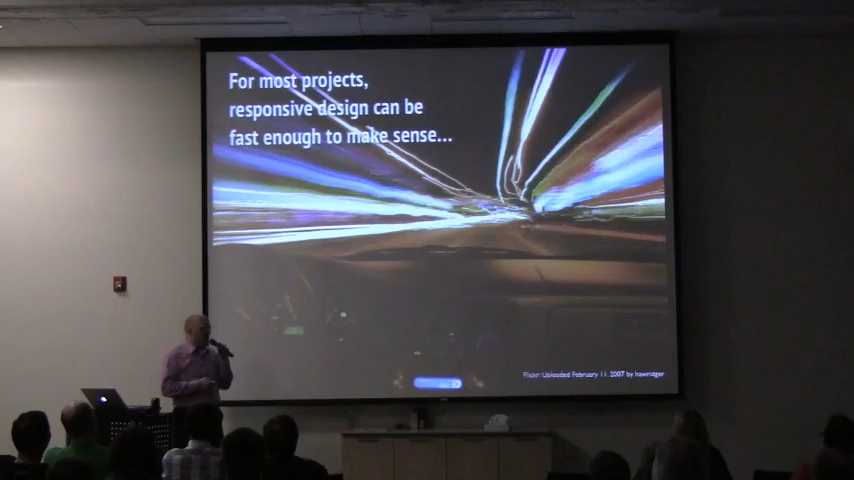 For most projects,
responsive design can be
fast enough to make sense...
Flickr: Uploaded February 11, 2007 by hawridger